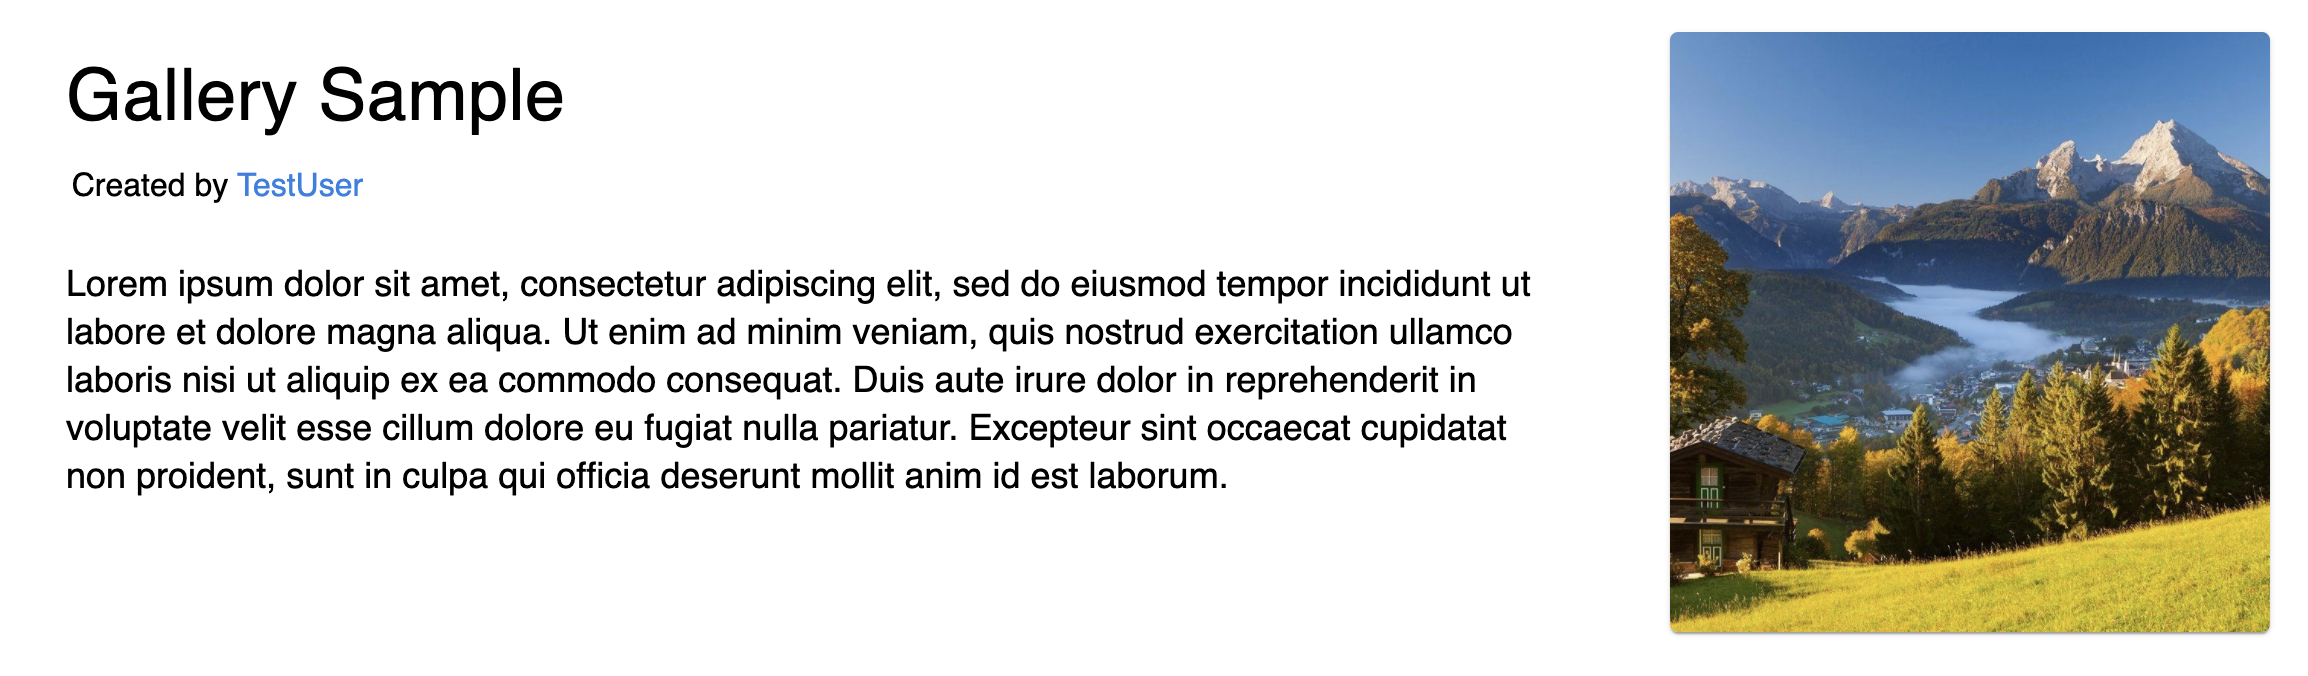 Gallery Sample
Created by TestUser
Lorem ipsum dolor sit amet, consectetur adipiscing elit, sed do eiusmod tempor incididunt ut
labore et dolore magna aliqua. Ut enim ad minim veniam, quis nostrud exercitation ullamco
laboris nisi ut aliquip ex ea commodo consequat. Duis aute irure dolor in reprehenderit in
voluptate velit esse cillum dolore eu fugiat nulla pariatur. Excepteur sint occaecat cupidatat
non proident, sunt in culpa qui officia deserunt mollit anim id est laborum.